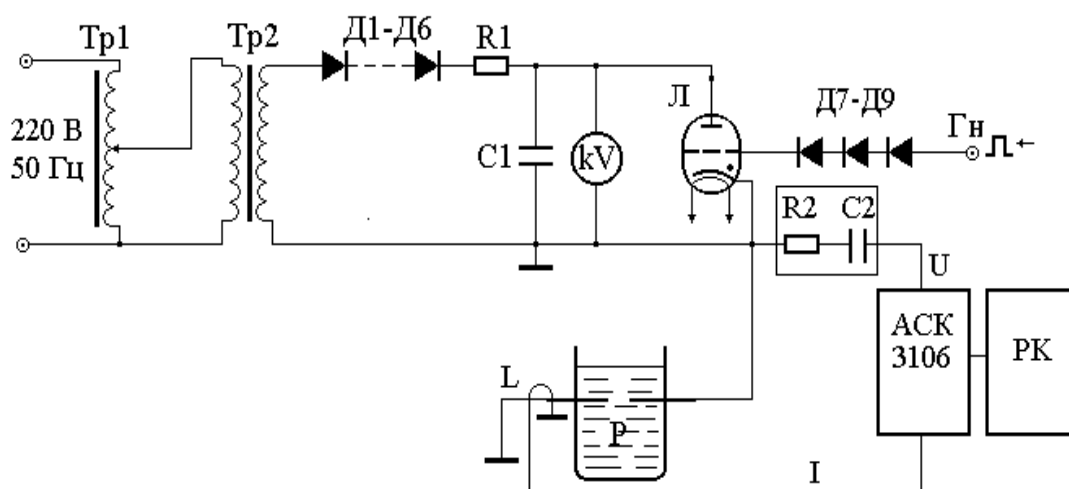 Тр1
Тр2
Д1-Д6
R1
Л
Д7-Д9
Гн
220 В
50 Гц
C1
kV
R2
C2
U
АСК
3106
РК
L
P
I